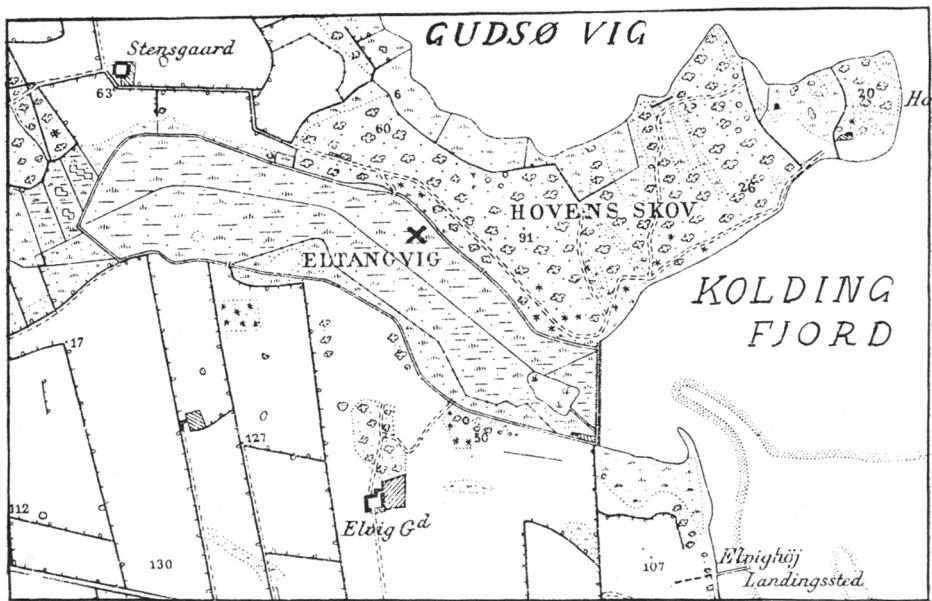 GUDSØ VIG
Stensgaard
63
6
20
Ho
60
26
HOVENS SKOV
91
ELTANGVIG
KOLDING
FJORD
17
50
127
112
Elvig Gd
130
107
Elvighöj
Landingssted